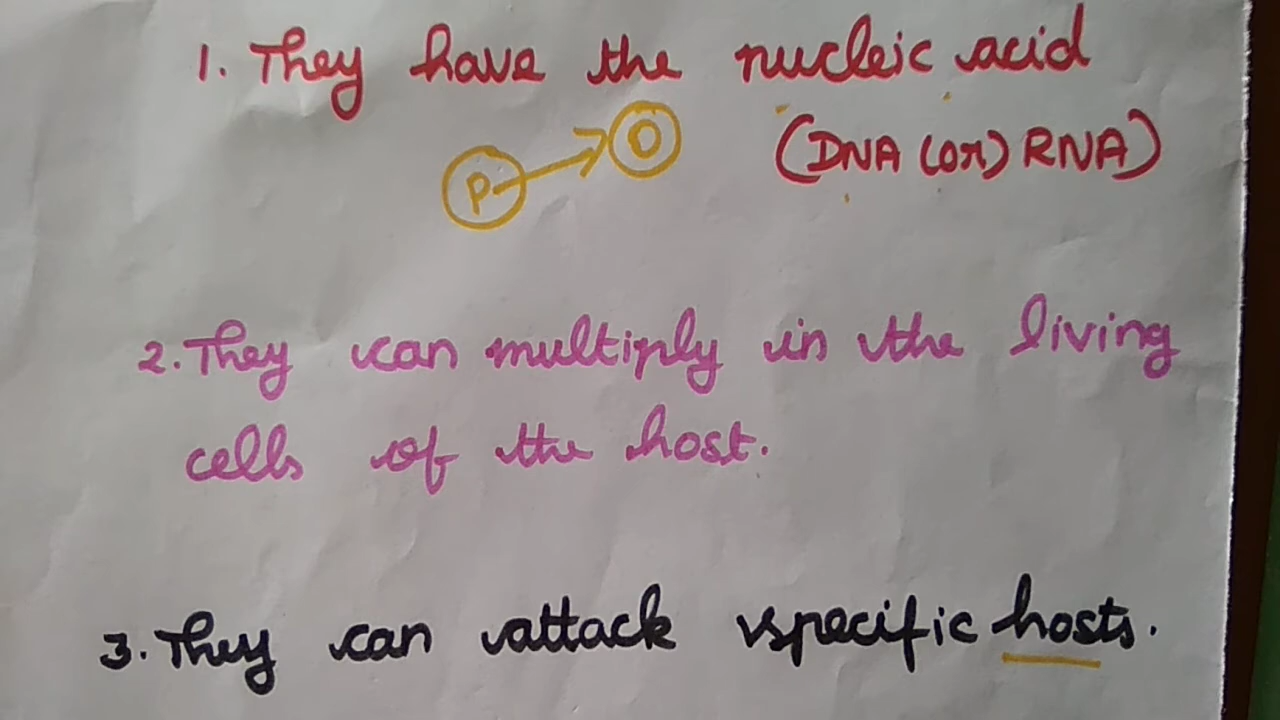 1. They have the nucleic acid
P → O
(DNA (or) RNA)
2. They can multiply in the living
cells of the host.
3. They can attack specific hosts.